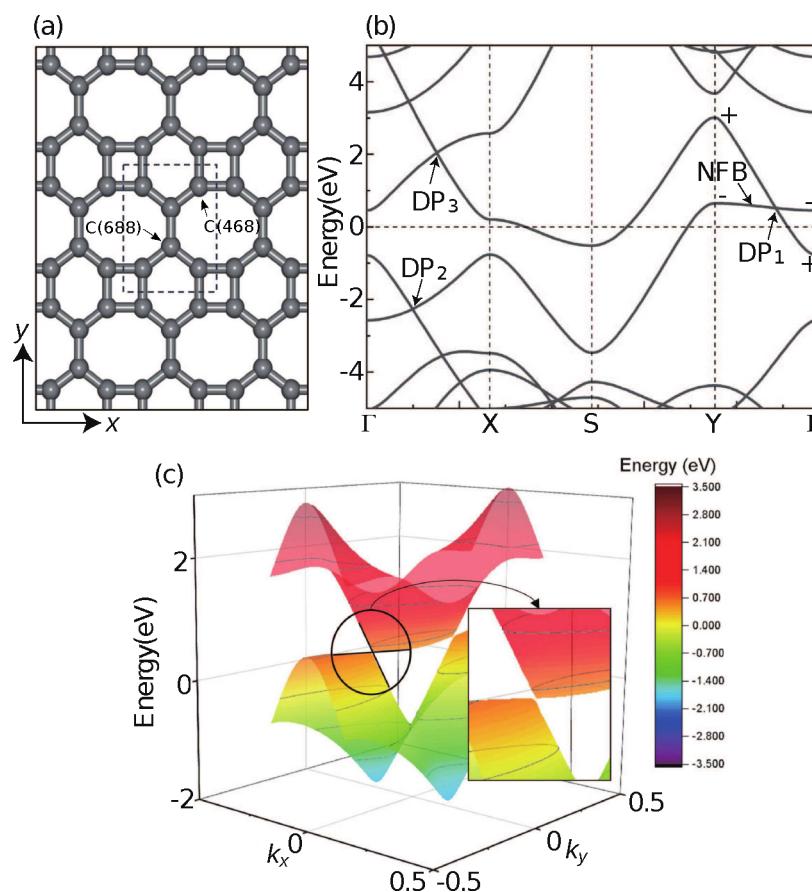 (a)
C(688)
C(468)
y
x
(b)
Energy(eV)
4
2
0
-2
-4
DP3
DP2
NFB
DP1
+
-
-
+
Γ
X
S
Y
Γ
(c)
Energy(eV)
2
0
-2
kx
0
0.5
-0.5
0
ky
0.5
Energy (eV)
3.500
2.800
2.100
1.400
0.700
0.000
-0.700
-1.400
-2.100
-2.800
-3.500